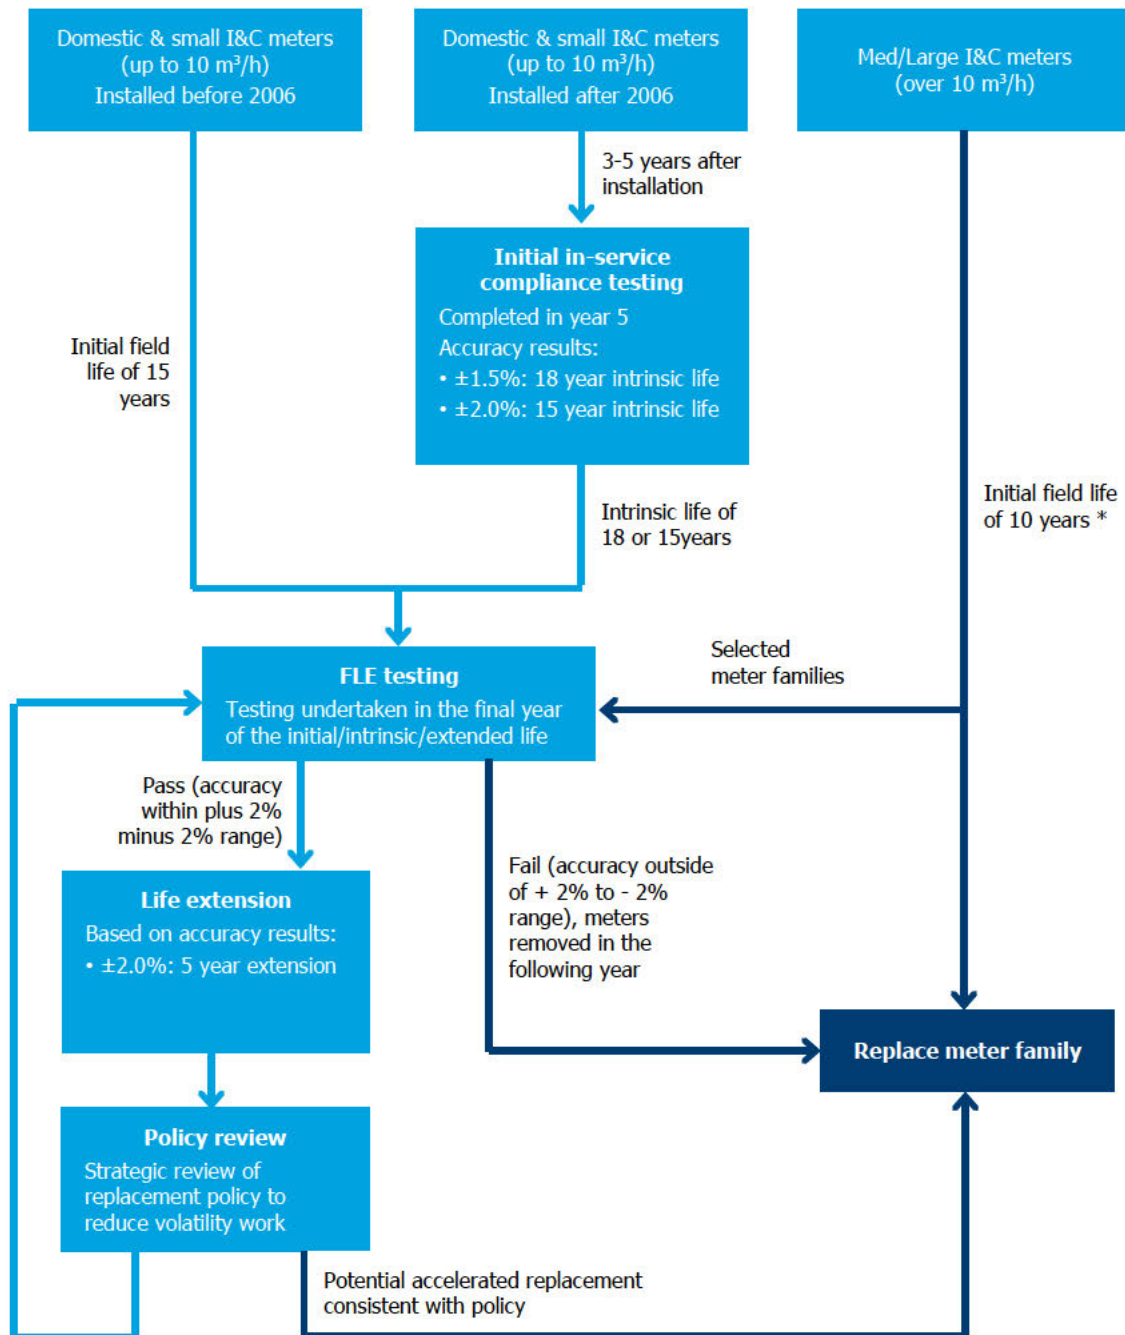 Domestic & small I&C meters
(up to 10 m³/h)
Installed before 2006
Domestic & small I&C meters
(up to 10 m³/h)
Installed after 2006
Med/Large I&C meters
(over 10 m³/h)
3-5 years after
installation
Initial in-service
compliance testing
Completed in year 5
Accuracy results:
• ±1.5%: 18 year intrinsic life
• ±2.0%: 15 year intrinsic life
Initial field
life of 15
years
Initial field life
of 10 years *
Intrinsic life of
18 or 15years
Selected
meter families
FLE testing
Testing undertaken in the final year
of the initial/intrinsic/extended life
Pass (accuracy
within plus 2%
minus 2% range)
Fail (accuracy outside
of + 2% to - 2%
range), meters
removed in the
following year
Life extension
Based on accuracy results:
• ±2.0%: 5 year extension
Replace meter family
Policy review
Strategic review of
replacement policy to
reduce volatility work
Potential accelerated replacement
consistent with policy